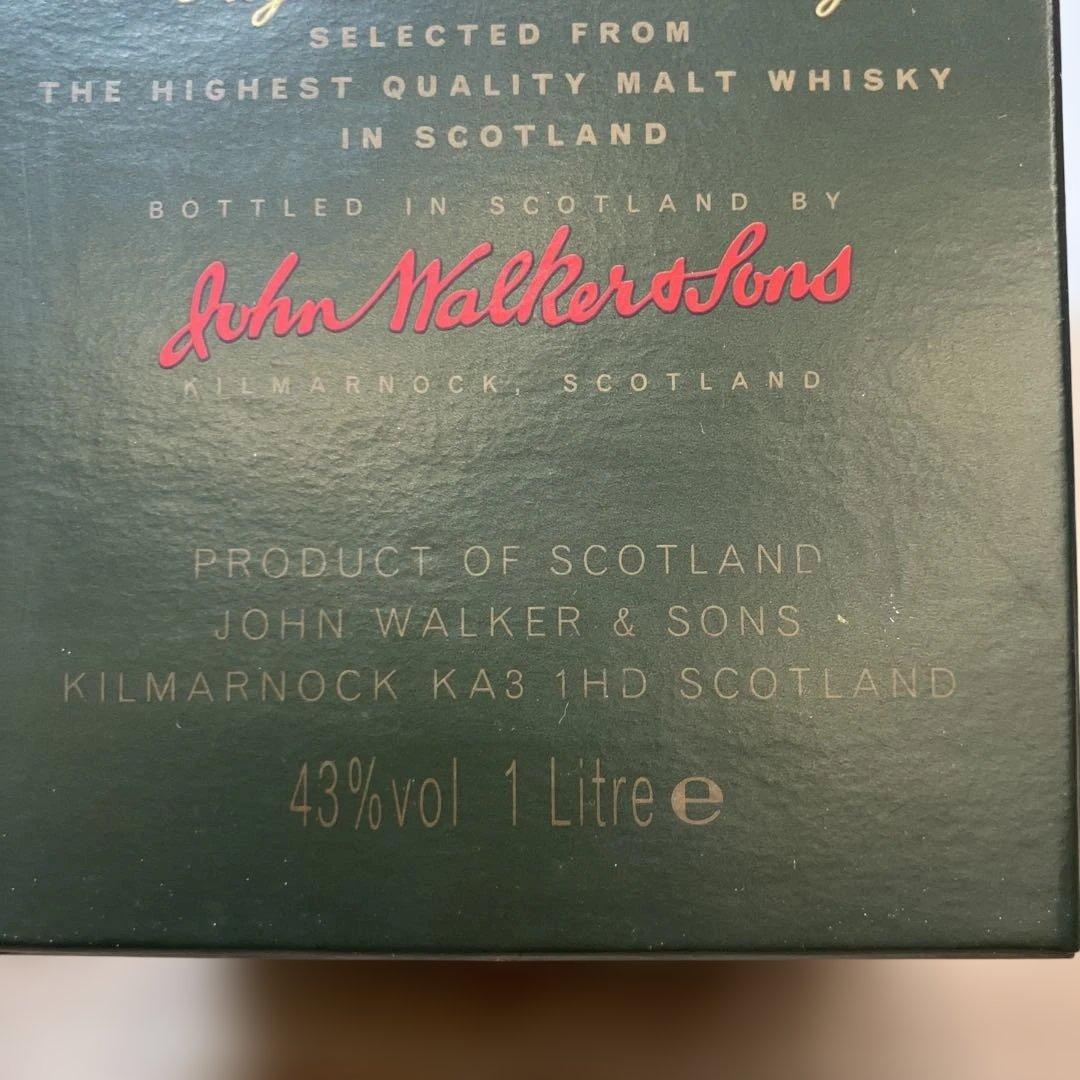 SELECTED FROM
THE HIGHEST QUALITY MALT WHISKY
IN SCOTLAND
BOTTLED IN SCOTLAND BY
John Walker & Sons
KILMARNOCK, SCOTLAND
PRODUCT OF SCOTLAND
JOHN WALKER & SONS
KILMARNOCK KA3 1HD SCOTLAND
43%vol 1 Litre ℮